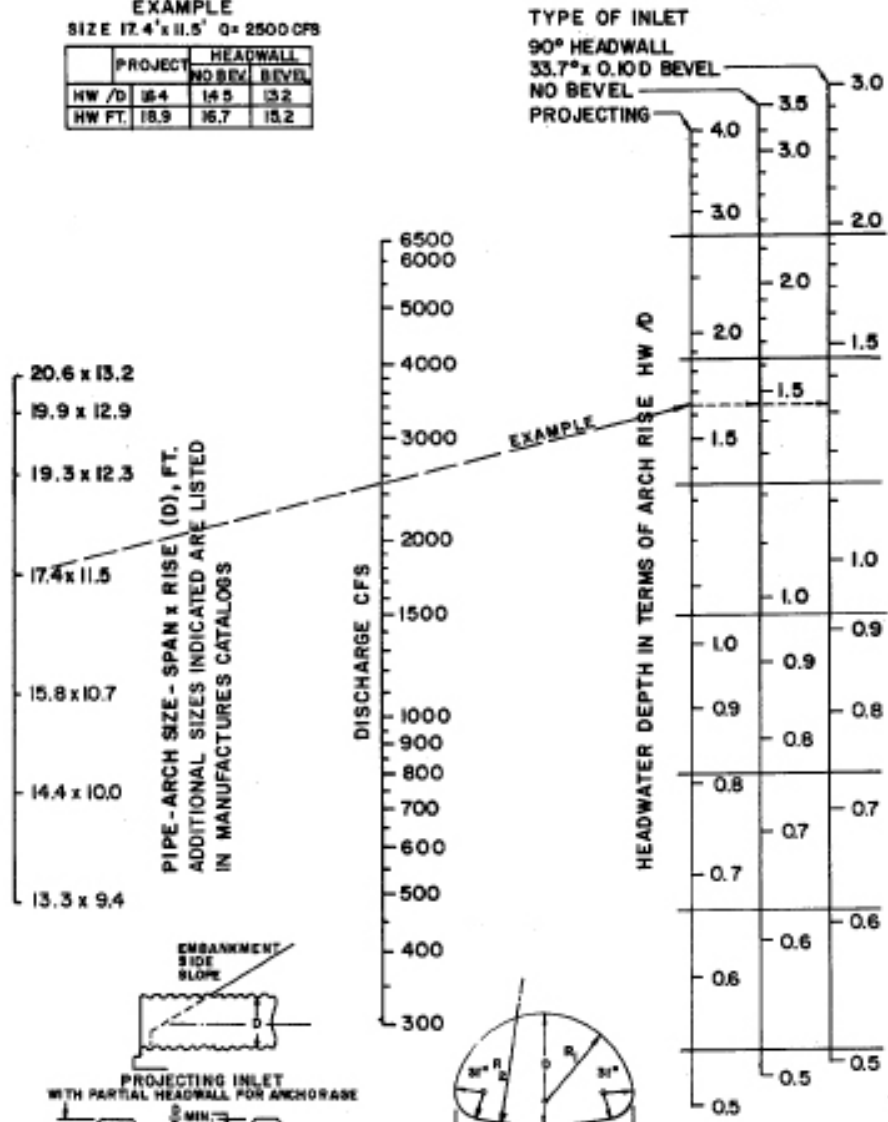 EXAMPLE
SIZE 17.4' x 11.5' Q= 2500 CFS
PROJECT HEADWALL
NO BEV. BEVEL
HW /D 1.64 1.45 1.32
HW FT. 18.9 16.7 15.2
TYPE OF INLET
90° HEADWALL
33.7° x 0.10 D BEVEL
NO BEVEL
PROJECTING
20.6 x 13.2
19.9 x 12.9
19.3 x 12.3
17.4 x 11.5
15.8 x 10.7
14.4 x 10.0
13.3 x 9.4
PIPE-ARCH SIZE - SPAN x RISE (D), FT.
ADDITIONAL SIZES INDICATED ARE LISTED
IN MANUFACTURES CATALOGS
6500
6000
5000
4000
3000
2000
1500
1000
900
800
700
600
500
400
300
DISCHARGE CFS
EXAMPLE
HEADWATER DEPTH IN TERMS OF ARCH RISE HW /D
4.0
3.0
2.0
1.5
1.0
0.9
0.8
0.7
0.6
0.5
3.5
3.0
2.0
1.5
1.0
0.9
0.8
0.7
0.6
0.5
3.0
2.0
1.5
1.0
0.9
0.8
0.7
0.6
0.5
EMBANKMENT
SIDE
SLOPE
D
PROJECTING INLET
WITH PARTIAL HEADWALL FOR ANCHORAGE
MIN.
31°
R2
D
R1
31°